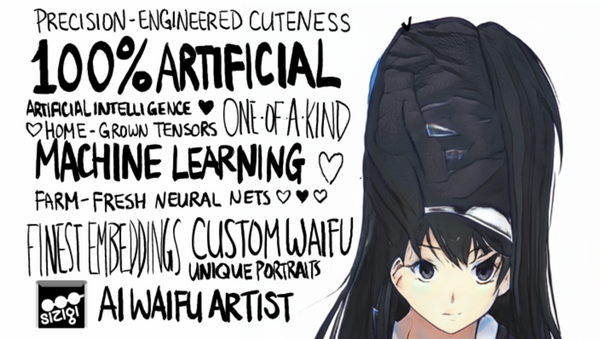 PRECISION-ENGINEERED CUTENESS
100% ARTIFICIAL
ARTIFICIAL INTELLIGENCE ♥ ONE·OF·A·KIND
♡ HOME-GROWN TENSORS
MACHINE LEARNING ♡
FARM-FRESH NEURAL NETS ♡ ♥ ♡
FINEST EMBEDDINGS CUSTOM WAIFU
UNIQUE PORTRAITS
sizigi AI WAIFU ARTIST